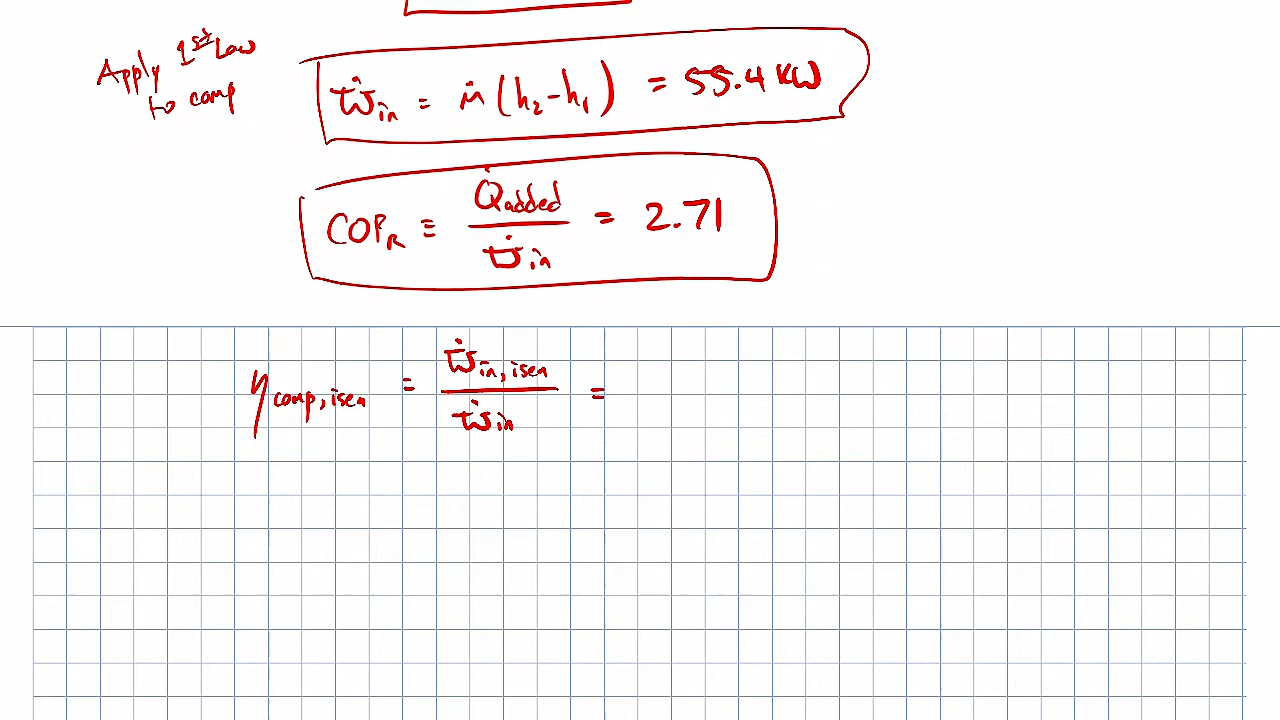 Apply 1st Law
to comp
Ẇin = ṁ(h2-h1) = 55.4 kW
COPR ≡ Q̇added / Ẇin = 2.71
ηcomp,isen = Ẇin,isen / Ẇin =